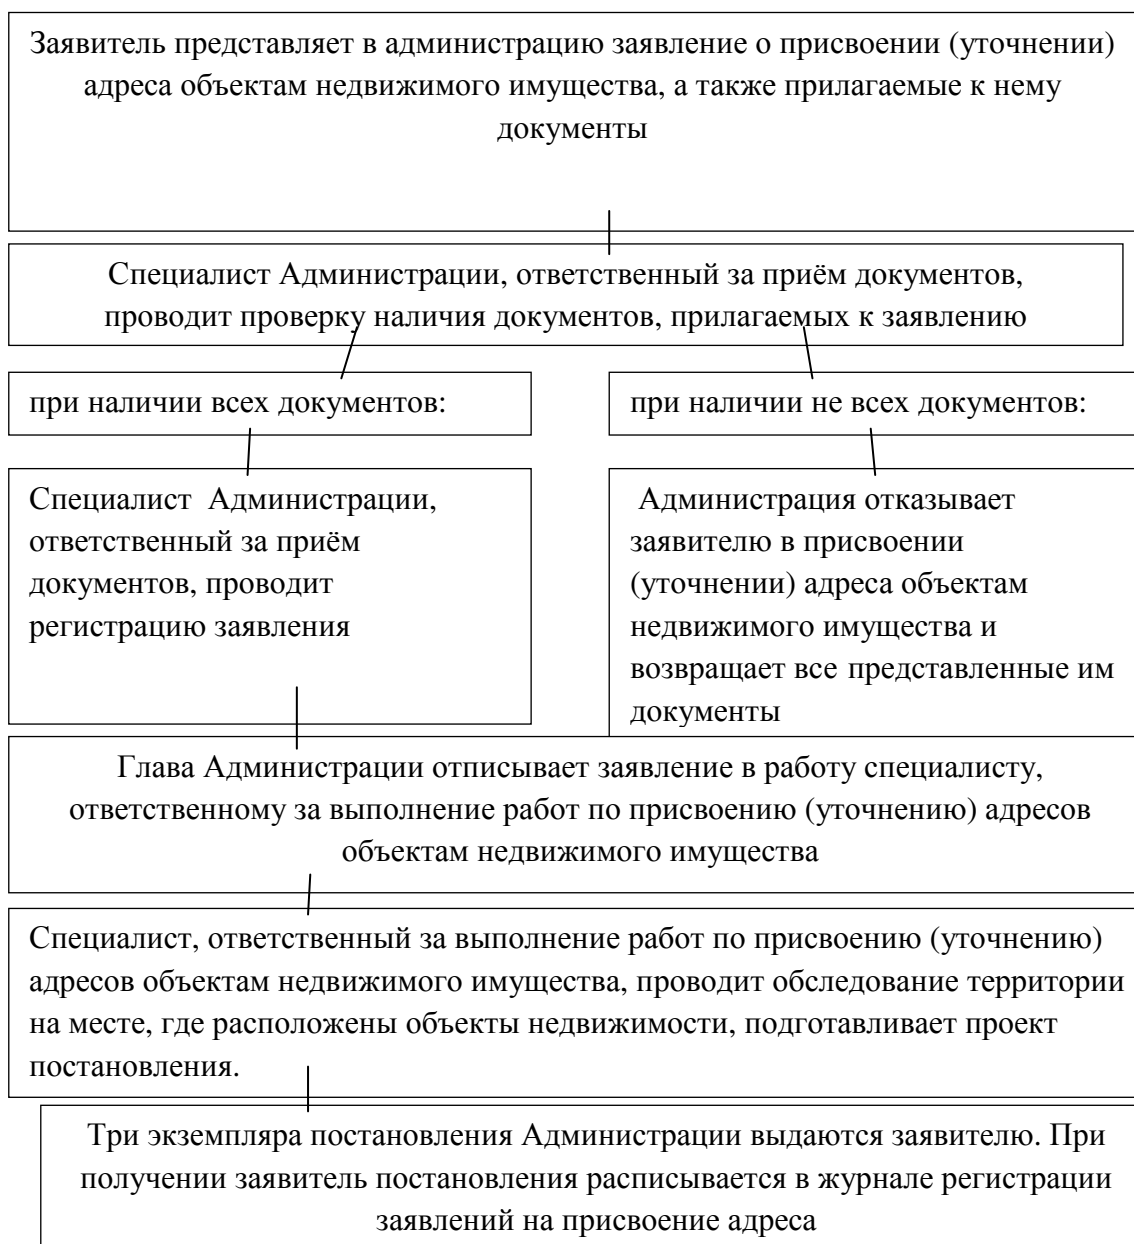 Заявитель представляет в администрацию заявление о присвоении (уточнении)
адреса объектам недвижимого имущества, а также прилагаемые к нему
документы
Специалист Администрации, ответственный за приём документов,
проводит проверку наличия документов, прилагаемых к заявлению
при наличии всех документов:
при наличии не всех документов:
Специалист Администрации,
ответственный за приём
документов, проводит
регистрацию заявления
Администрация отказывает
заявителю в присвоении
(уточнении) адреса объектам
недвижимого имущества и
возвращает все представленные им
документы
Глава Администрации отписывает заявление в работу специалисту,
ответственному за выполнение работ по присвоению (уточнению) адресов
объектам недвижимого имущества
Специалист, ответственный за выполнение работ по присвоению (уточнению)
адресов объектам недвижимого имущества, проводит обследование территории
на месте, где расположены объекты недвижимости, подготавливает проект
постановления.
Три экземпляра постановления Администрации выдаются заявителю. При
получении заявитель постановления расписывается в журнале регистрации
заявлений на присвоение адреса